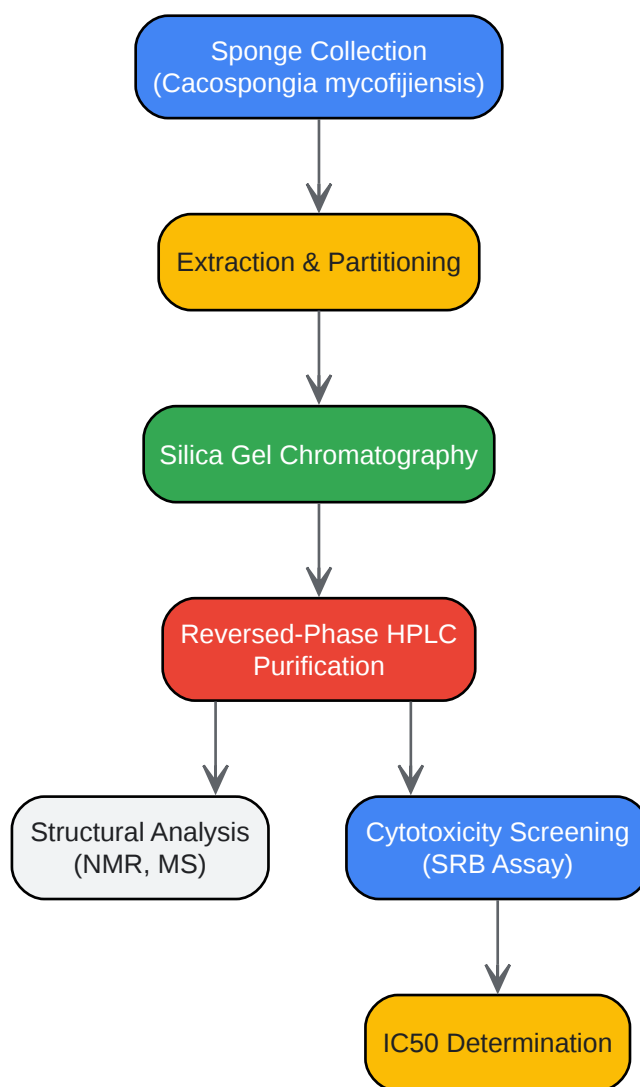 Sponge Collection
(Cacospongia mycofijiensis)
Extraction & Partitioning
Silica Gel Chromatography
Reversed-Phase HPLC
Purification
Structural Analysis
(NMR, MS)
Cytotoxicity Screening
(SRB Assay)
IC50 Determination